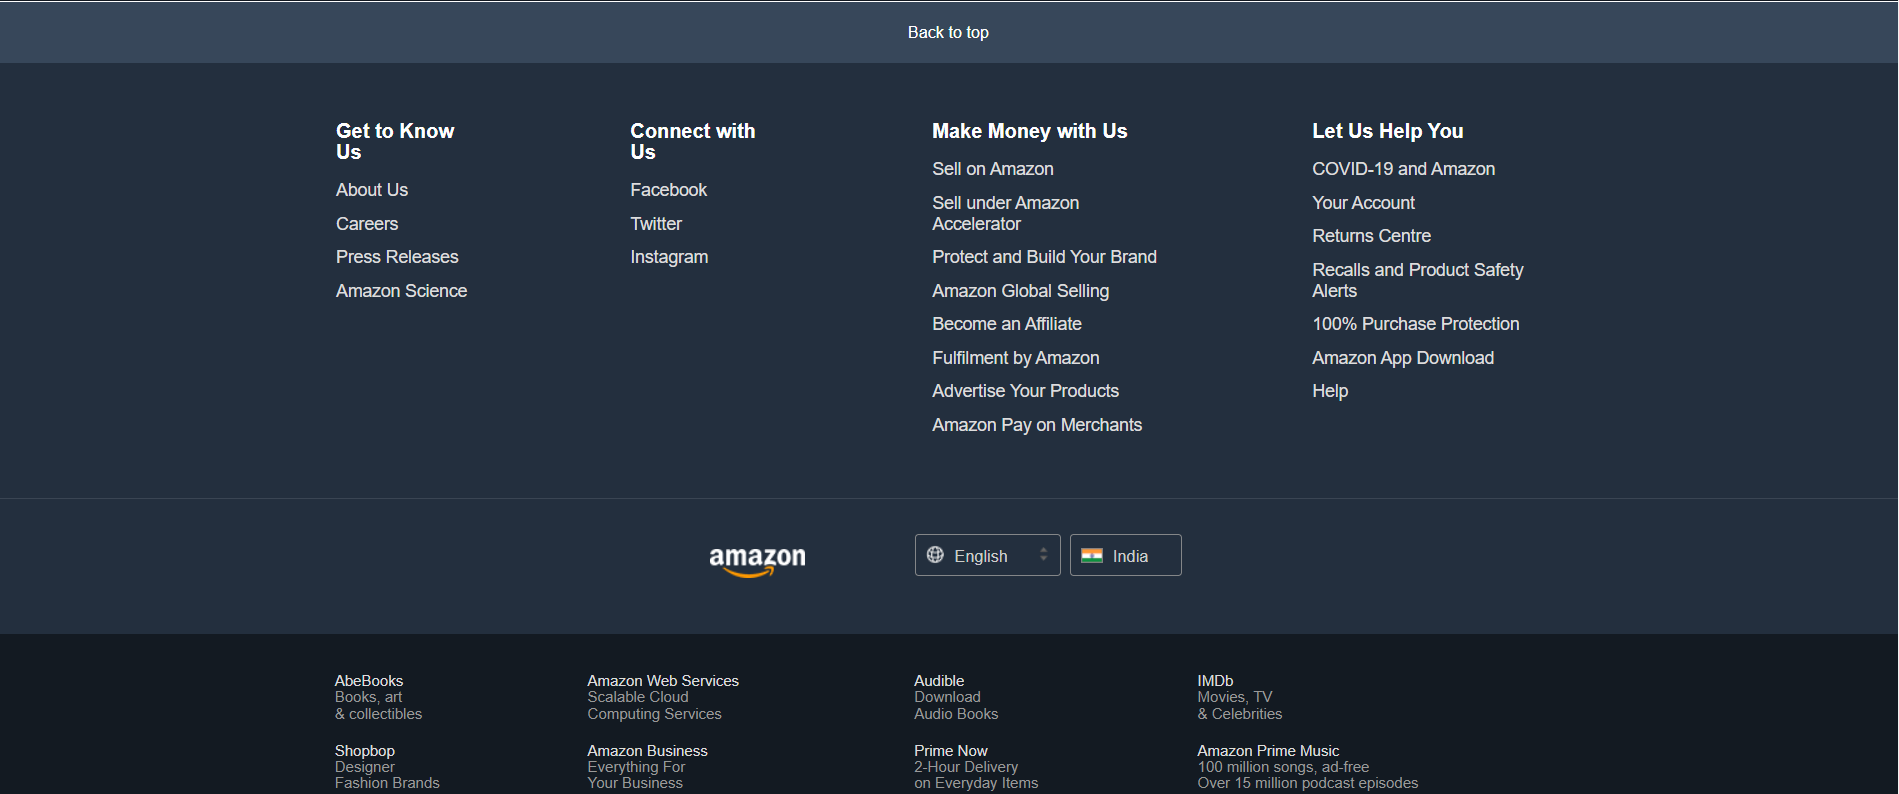 Back to top
Get to Know
Us
About Us
Careers
Press Releases
Amazon Science
Connect with
Us
Facebook
Twitter
Instagram
Make Money with Us
Sell on Amazon
Sell under Amazon
Accelerator
Protect and Build Your Brand
Amazon Global Selling
Become an Affiliate
Fulfilment by Amazon
Advertise Your Products
Amazon Pay on Merchants
Let Us Help You
COVID-19 and Amazon
Your Account
Returns Centre
Recalls and Product Safety
Alerts
100% Purchase Protection
Amazon App Download
Help
amazon
English
India
AbeBooks
Books, art
& collectibles
Amazon Web Services
Scalable Cloud
Computing Services
Audible
Download
Audio Books
IMDb
Movies, TV
& Celebrities
Shopbop
Designer
Fashion Brands
Amazon Business
Everything For
Your Business
Prime Now
2-Hour Delivery
on Everyday Items
Amazon Prime Music
100 million songs, ad-free
Over 15 million podcast episodes